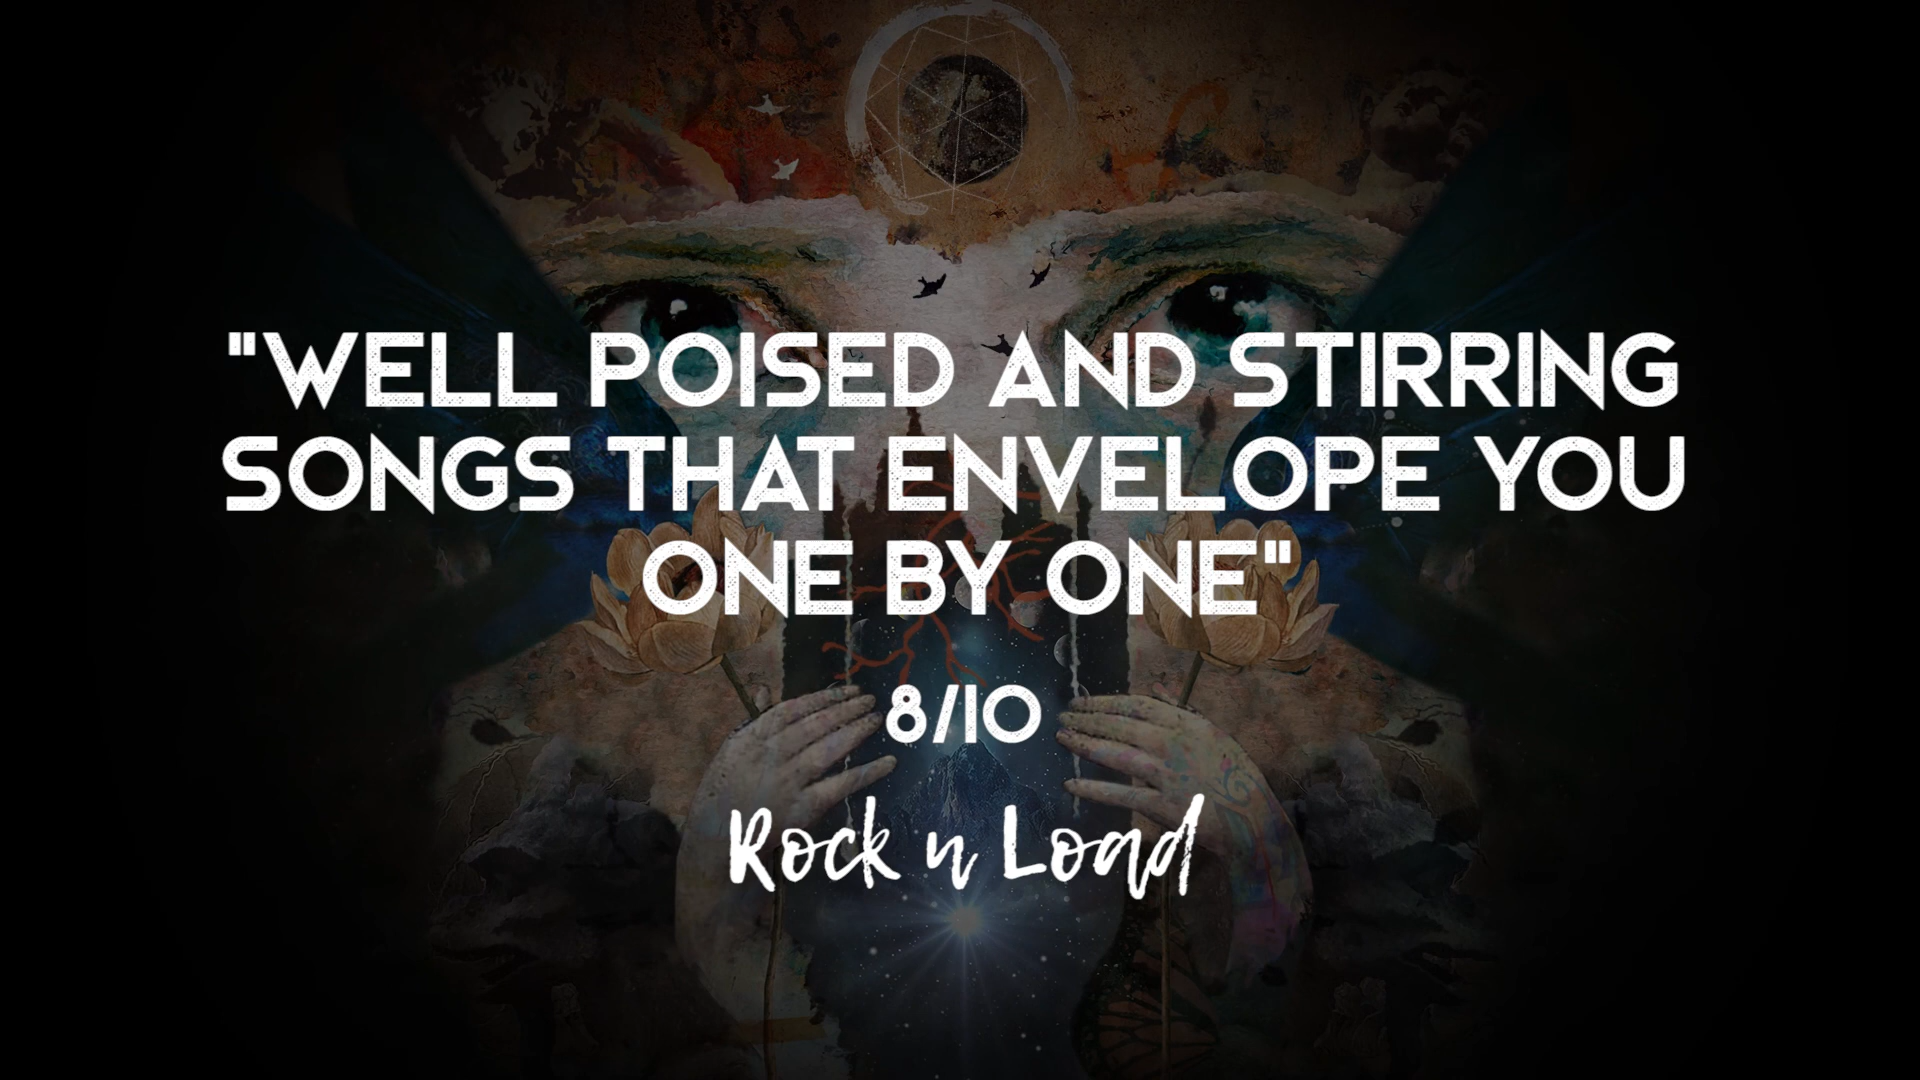 "WELL POISED AND STIRRING
SONGS THAT ENVELOPE YOU
ONE BY ONE"
8/10
Rock n Load